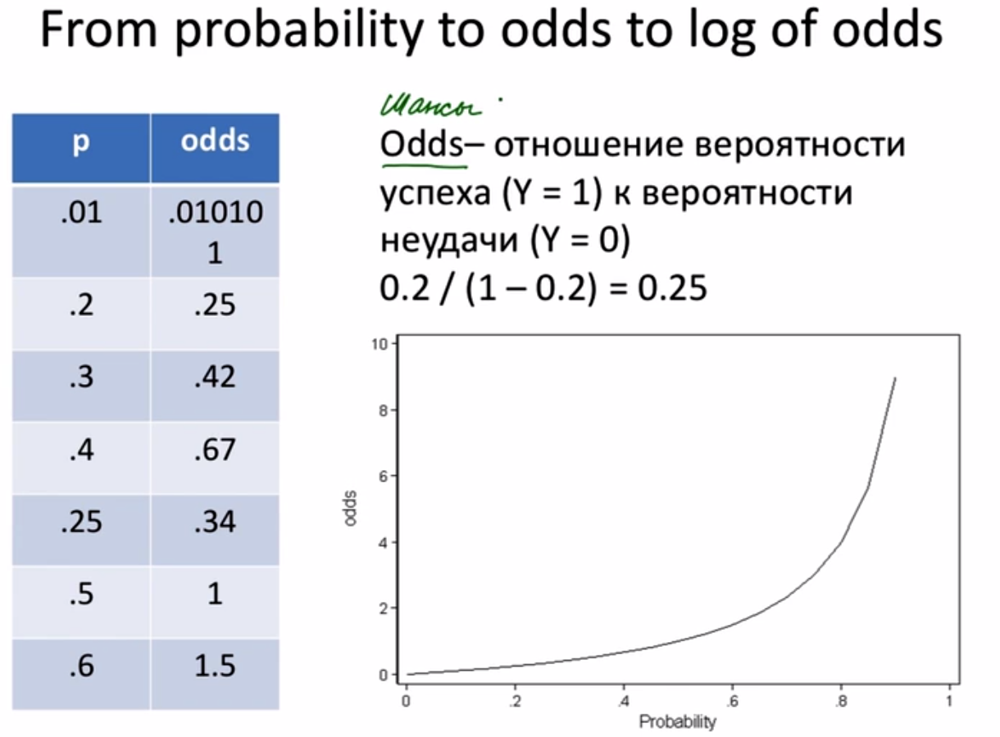 From probability to odds to log of odds
p odds
.01 .01010
1
.2 .25
.3 .42
.4 .67
.25 .34
.5 1
.6 1.5
Шансы
Odds– отношение вероятности
успеха (Y = 1) к вероятности
неудачи (Y = 0)
0.2 / (1 – 0.2) = 0.25
10
8
6
4
2
0
odds
0 .2 .4 .6 .8 1
Probability